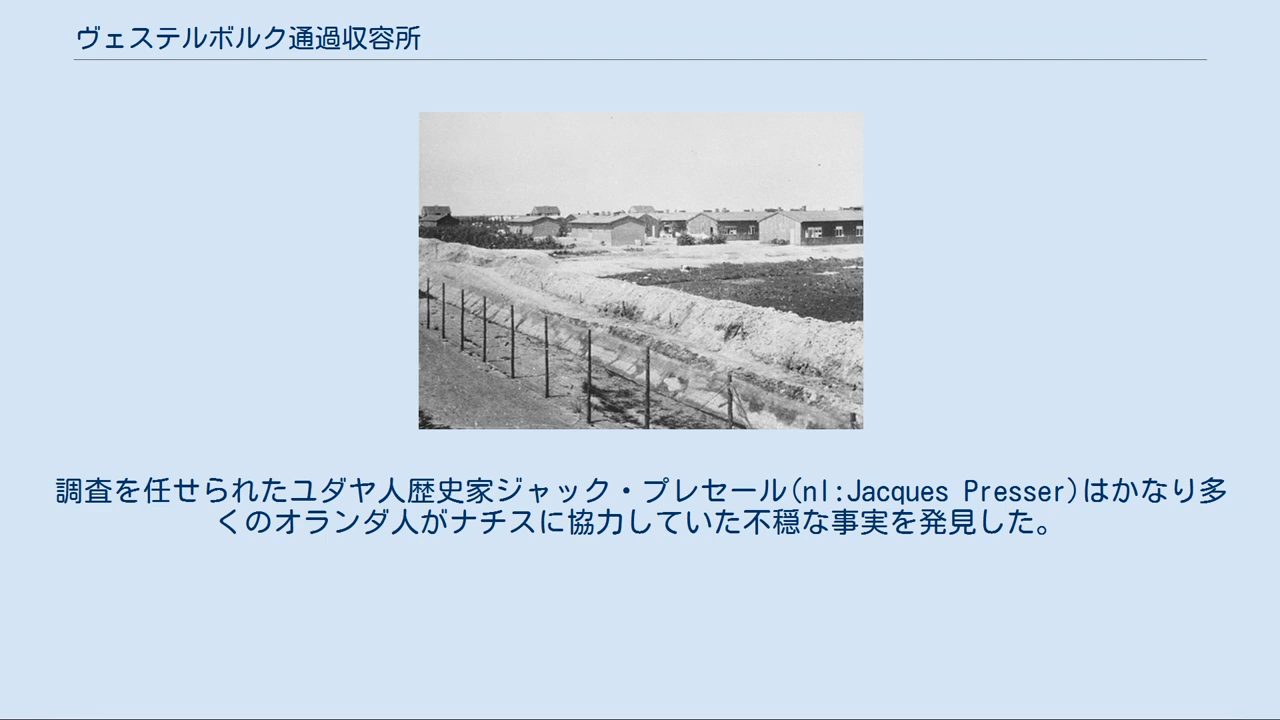 ヴェステルボルク通過収容所
調査を任せられたユダヤ人歴史家ジャック・プレセール(nl:Jacques Presser)はかなり多
くのオランダ人がナチスに協力していた不穏な事実を発見した。